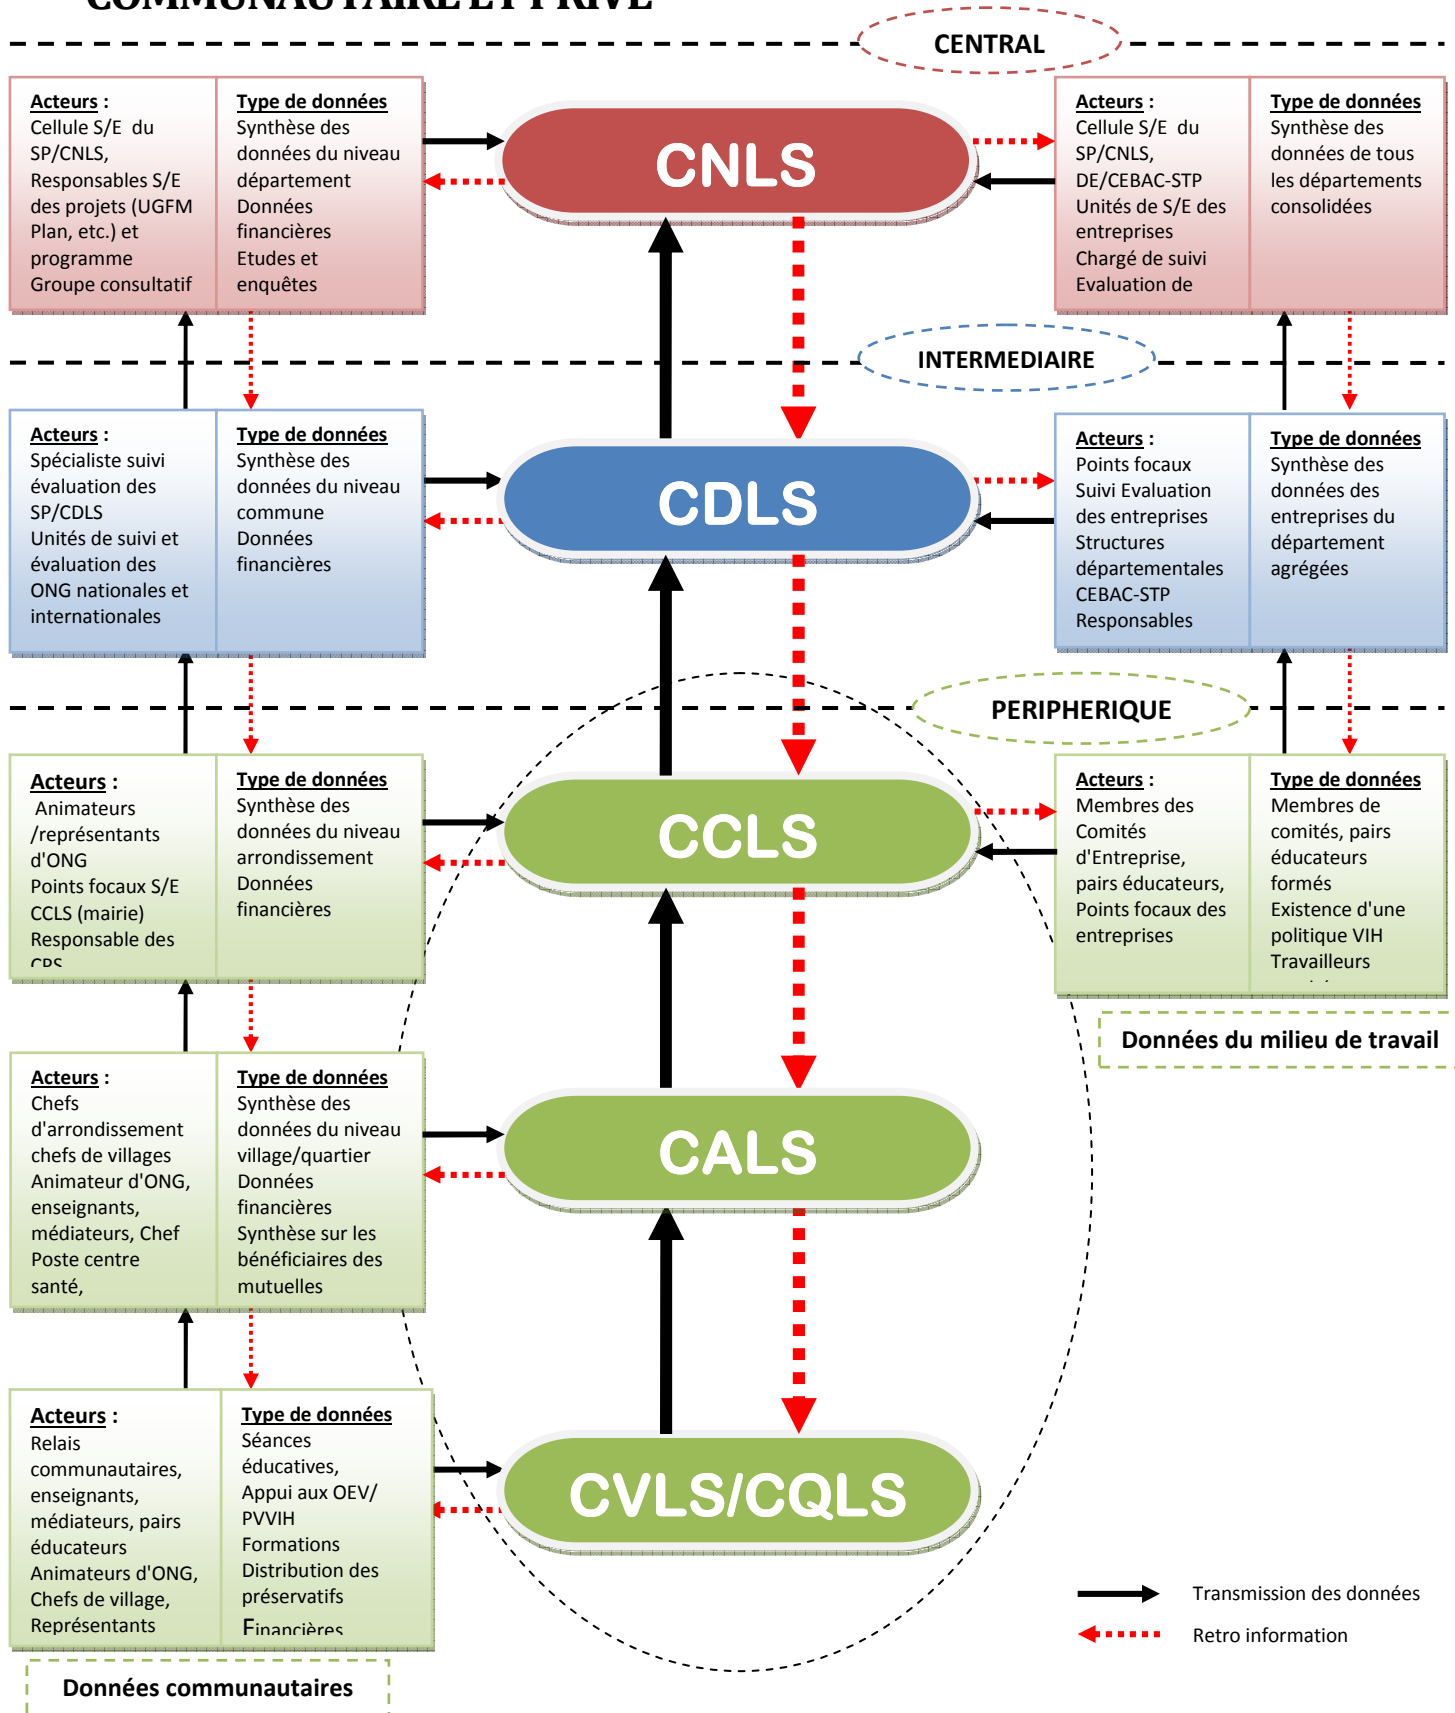 COMMUNAUTAIRE ET PRIVE
CENTRAL
Acteurs :
Cellule S/E du
SP/CNLS,
Responsables S/E
des projets (UGFM
Plan, etc.) et
programme
Groupe consultatif
Type de données
Synthèse des
données du niveau
département
Données
financières
Etudes et
enquêtes
CNLS
Acteurs :
Cellule S/E du
SP/CNLS,
DE/CEBAC-STP
Unités de S/E des
entreprises
Chargé de suivi
Evaluation de
Type de données
Synthèse des
données de tous
les départements
consolidées
INTERMEDIAIRE
Acteurs :
Spécialiste suivi
évaluation des
SP/CDLS
Unités de suivi et
évaluation des
ONG nationales et
internationales
Type de données
Synthèse des
données du niveau
commune
Données
financières
CDLS
Acteurs :
Points focaux
Suivi Evaluation
des entreprises
Structures
départementales
CEBAC-STP
Responsables
Type de données
Synthèse des
données des
entreprises du
département
agrégées
PERIPHERIQUE
Acteurs :
Animateurs
/représentants
d'ONG
Points focaux S/E
CCLS (mairie)
Responsable des
CPS
Type de données
Synthèse des
données du niveau
arrondissement
Données
financières
CCLS
Acteurs :
Membres des
Comités
d'Entreprise,
pairs éducateurs,
Points focaux des
entreprises
Type de données
Membres de
comités, pairs
éducateurs
formés
Existence d'une
politique VIH
Travailleurs
Données du milieu de travail
Acteurs :
Chefs
d'arrondissement
chefs de villages
Animateur d'ONG,
enseignants,
médiateurs, Chef
Poste centre
santé,
Type de données
Synthèse des
données du niveau
village/quartier
Données
financières
Synthèse sur les
bénéficiaires des
mutuelles
CALS
Acteurs :
Relais
communautaires,
enseignants,
médiateurs, pairs
éducateurs
Animateurs d'ONG,
Chefs de village,
Représentants
Type de données
Séances
éducatives,
Appui aux OEV/
PVVIH
Formations
Distribution des
préservatifs
Financières
CVLS/CQLS
Transmission des données
Retro information
Données communautaires